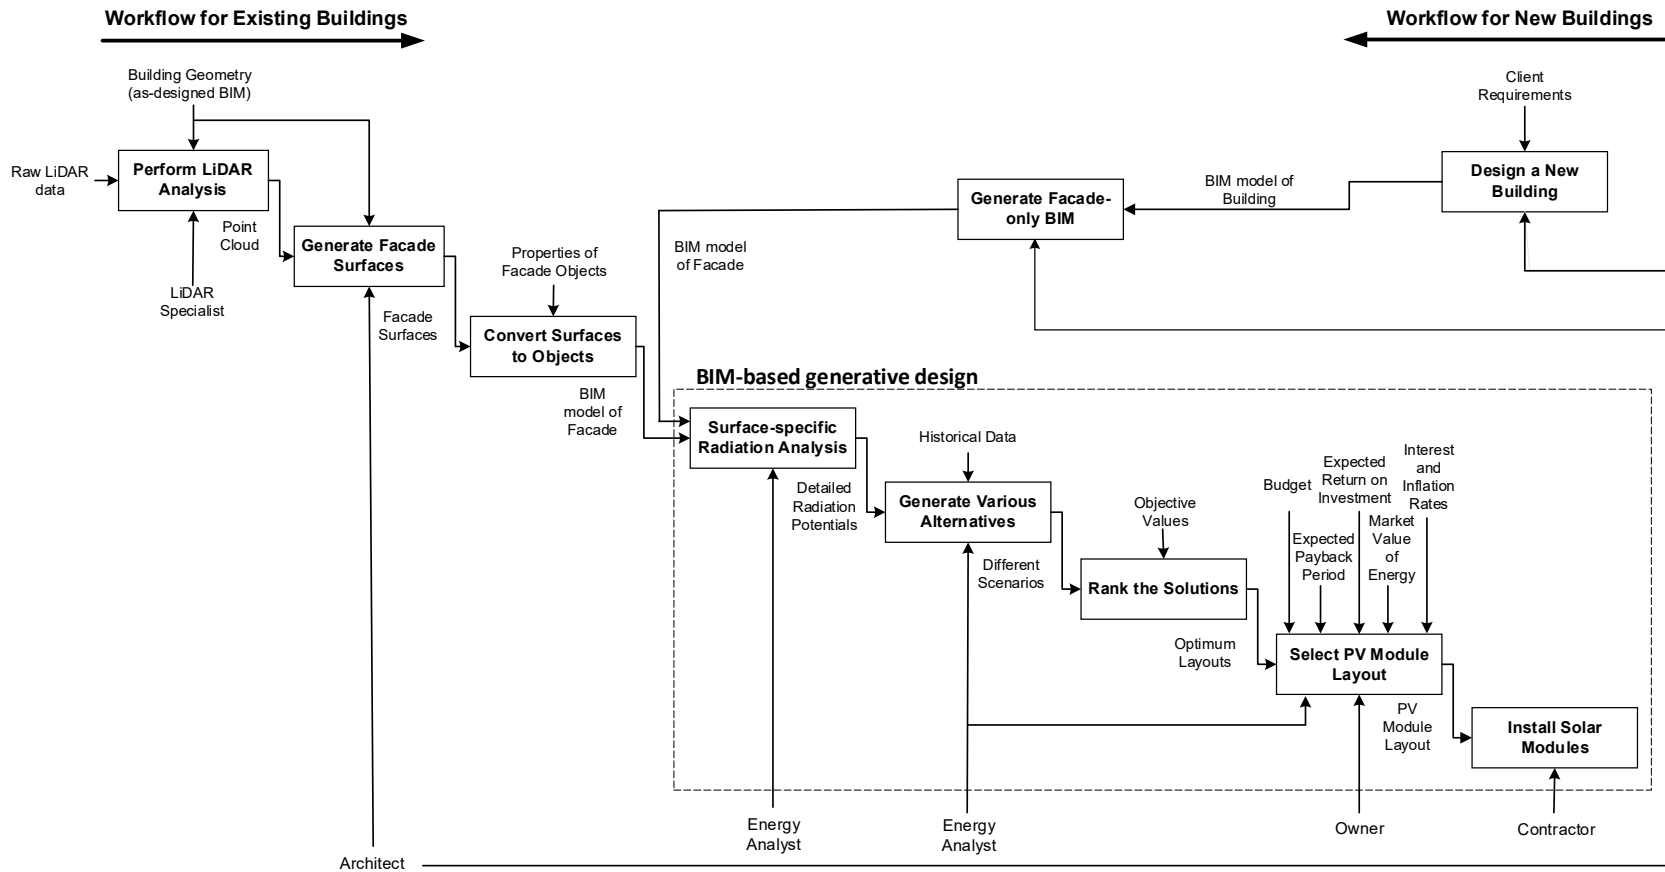 Workflow for Existing Buildings
Workflow for New Buildings
Building Geometry
(as-designed BIM)
Client
Requirements
Raw LiDAR
data
Perform LiDAR
Analysis
Design a New
Building
BIM model of
Building
Generate Facade-
only BIM
Point
Cloud
Generate Facade
Surfaces
Properties of
Facade Objects
BIM model
of Facade
LiDAR
Specialist
Facade
Surfaces
Convert Surfaces
to Objects
BIM
model of
Facade
BIM-based generative design
Surface-specific
Radiation Analysis
Historical Data
Detailed
Radiation
Potentials
Generate Various
Alternatives
Different
Scenarios
Objective
Values
Rank the Solutions
Optimum
Layouts
Budget
Expected
Payback
Period
Expected
Return on
Investment
Market
Value
of
Energy
Interest
and
Inflation
Rates
Select PV Module
Layout
PV
Module
Layout
Install Solar
Modules
Energy
Analyst
Energy
Analyst
Owner
Contractor
Architect